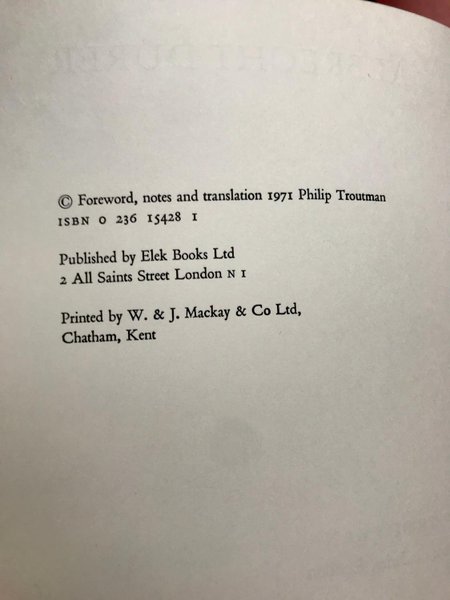 © Foreword, notes and translation 1971 Philip Troutman
ISBN 0 236 15428 1
Published by Elek Books Ltd
2 All Saints Street London N 1
Printed by W. & J. Mackay & Co Ltd,
Chatham, Kent